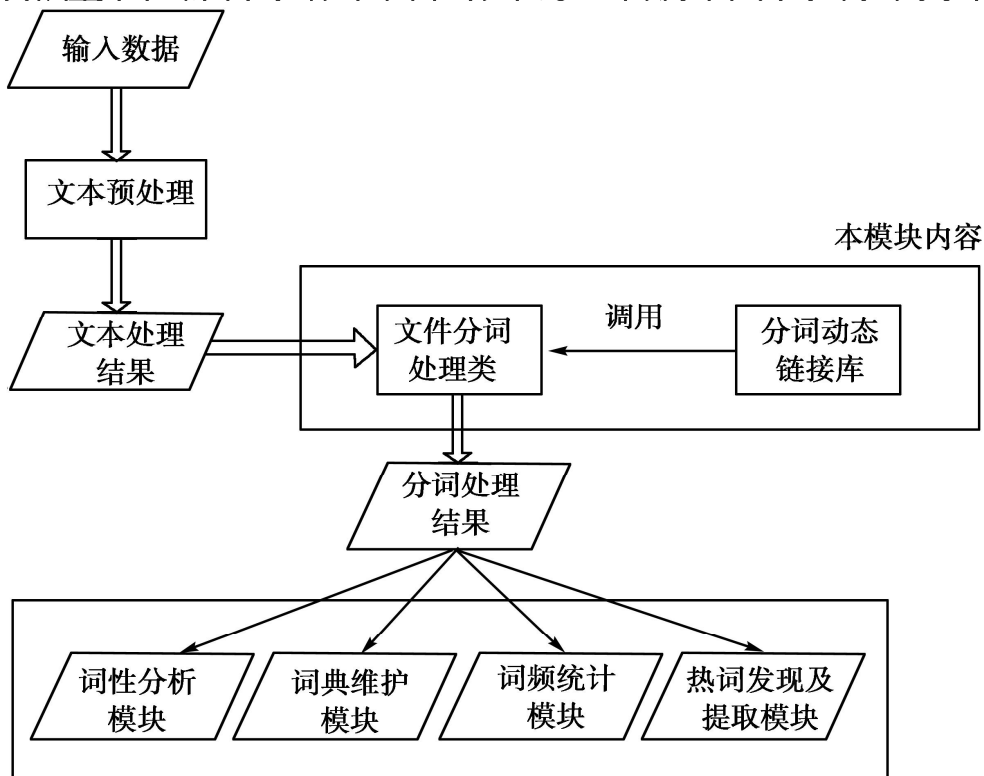 输入数据
文本预处理
本模块内容
文本处理
结果
文件分词
处理类
调用
分词动态
链接库
分词处理
结果
词性分析
模块
词典维护
模块
词频统计
模块
热词发现及
提取模块